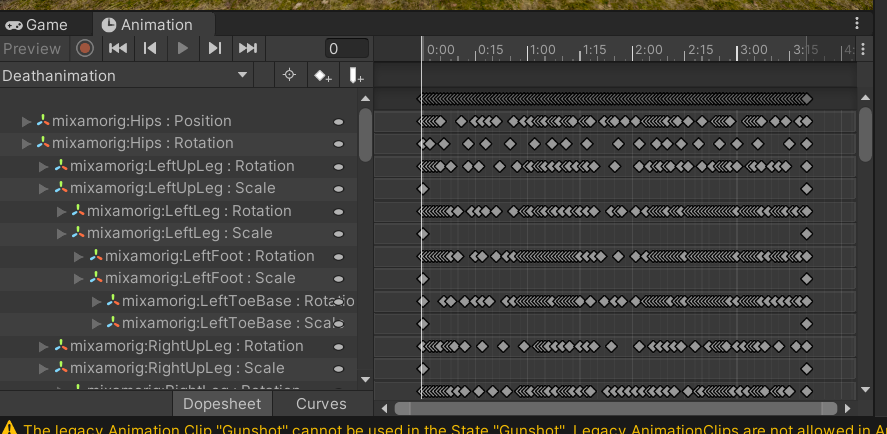 Game Animation
Preview 0 0:00 0:15 1:00 1:15 2:00 2:15 3:00 3:15 4:
Deathanimation
mixamorig:Hips : Position
mixamorig:Hips : Rotation
mixamorig:LeftUpLeg : Rotation
mixamorig:LeftUpLeg : Scale
mixamorig:LeftLeg : Rotation
mixamorig:LeftLeg : Scale
mixamorig:LeftFoot : Rotation
mixamorig:LeftFoot : Scale
mixamorig:LeftToeBase : Rotatio
mixamorig:LeftToeBase : Scale
mixamorig:RightUpLeg : Rotation
mixamorig:RightUpLeg : Scale
mixamorig:RightLeg : Rotation
Dopesheet Curves
The legacy Animation Clip "Gunshot" cannot be used in the State "Gunshot". Legacy AnimationClips are not allowed in A